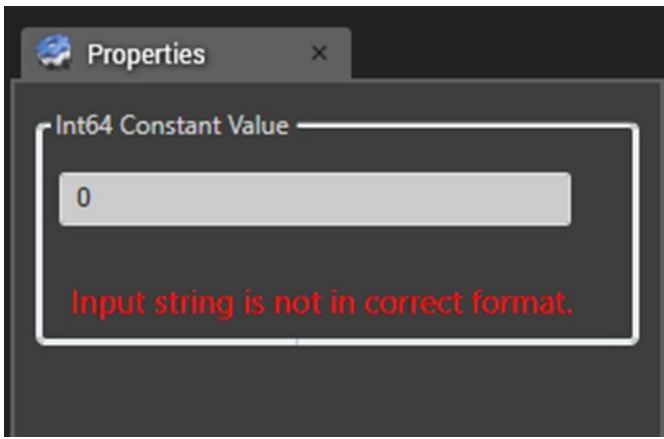 Properties
Int64 Constant Value
0
Input string is not in correct format.